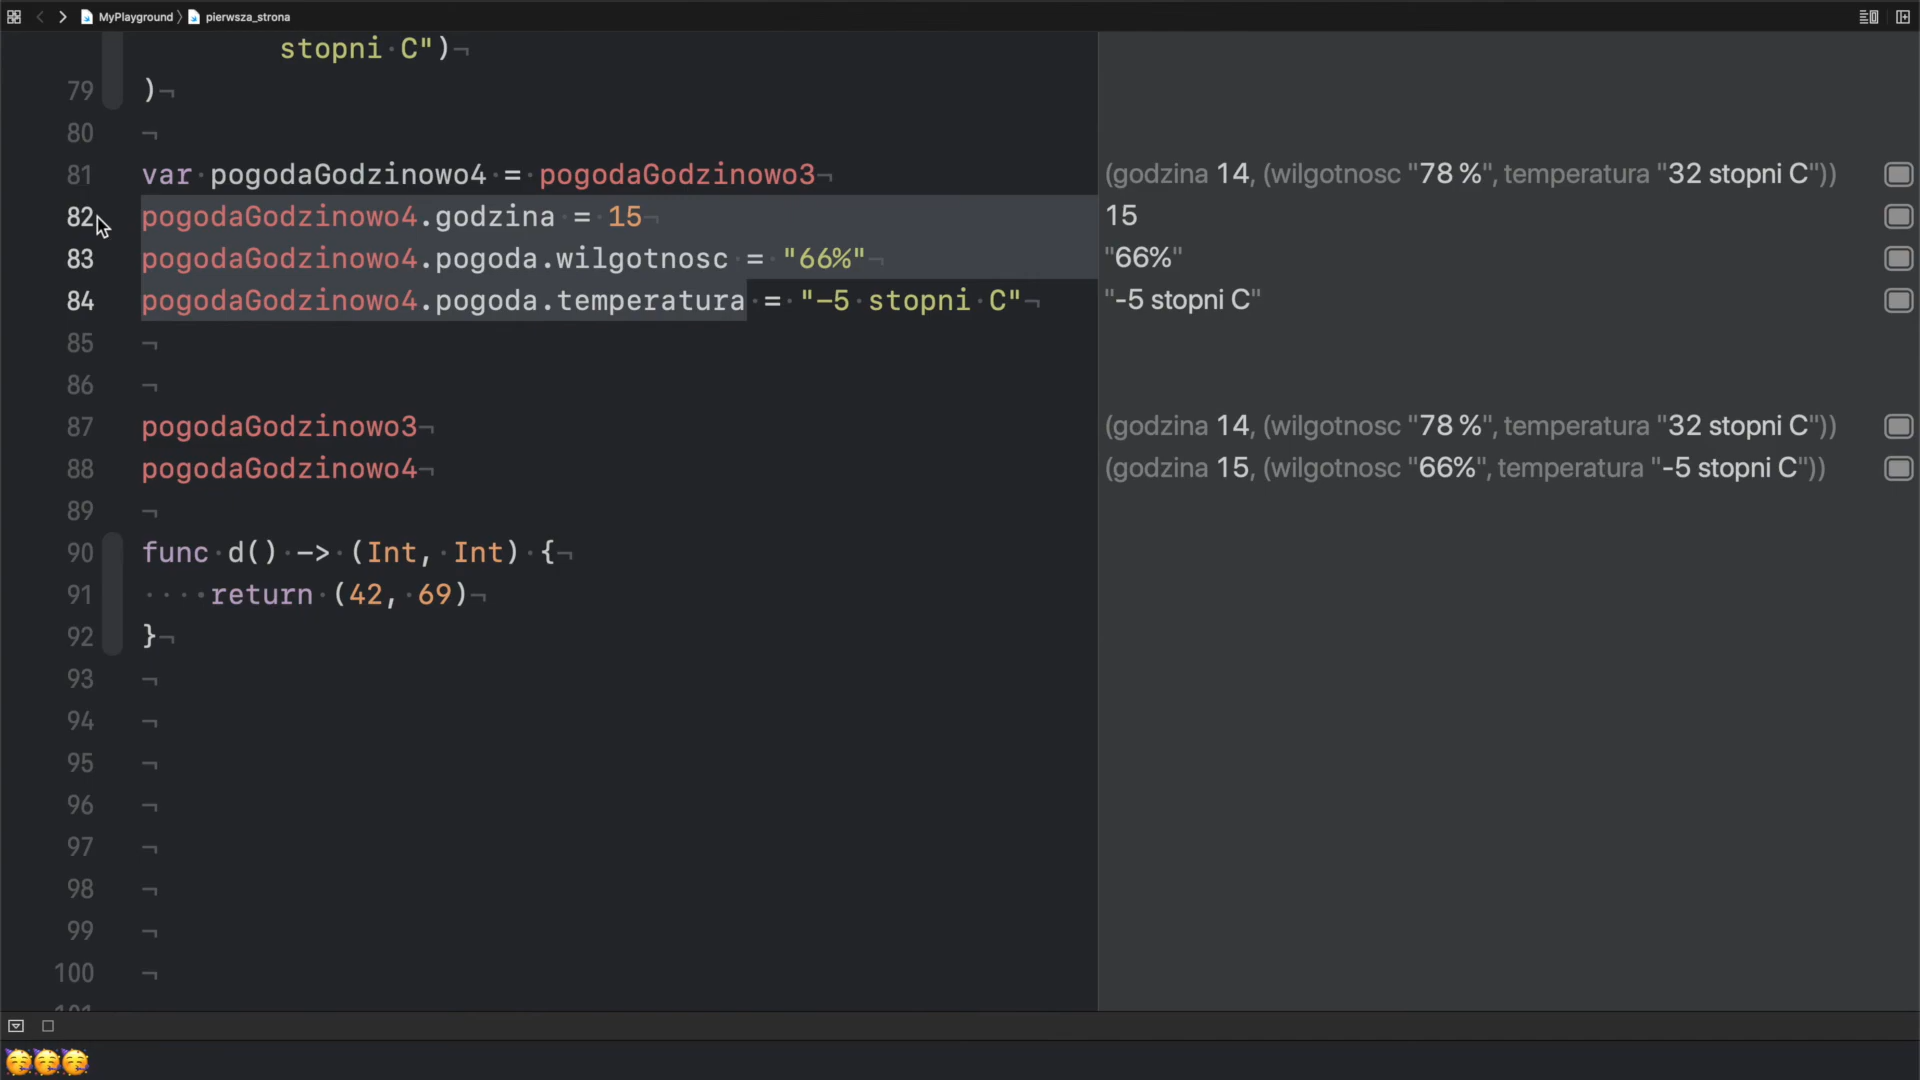 MyPlayground 〉 pierwsza_strona
stopni C")
79 )
80
81 var pogodaGodzinowo4 = pogodaGodzinowo3 (godzina 14, (wilgotnosc "78 %", temperatura "32 stopni C"))
82 pogodaGodzinowo4.godzina = 15 15
83 pogodaGodzinowo4.pogoda.wilgotnosc = "66%" "66%"
84 pogodaGodzinowo4.pogoda.temperatura = "-5 stopni C" "-5 stopni C"
85
86
87 pogodaGodzinowo3 (godzina 14, (wilgotnosc "78 %", temperatura "32 stopni C"))
88 pogodaGodzinowo4 (godzina 15, (wilgotnosc "66%", temperatura "-5 stopni C"))
89
90 func d() -> (Int, Int) {
91 return (42, 69)
92 }
93
94
95
96
97
98
99
100